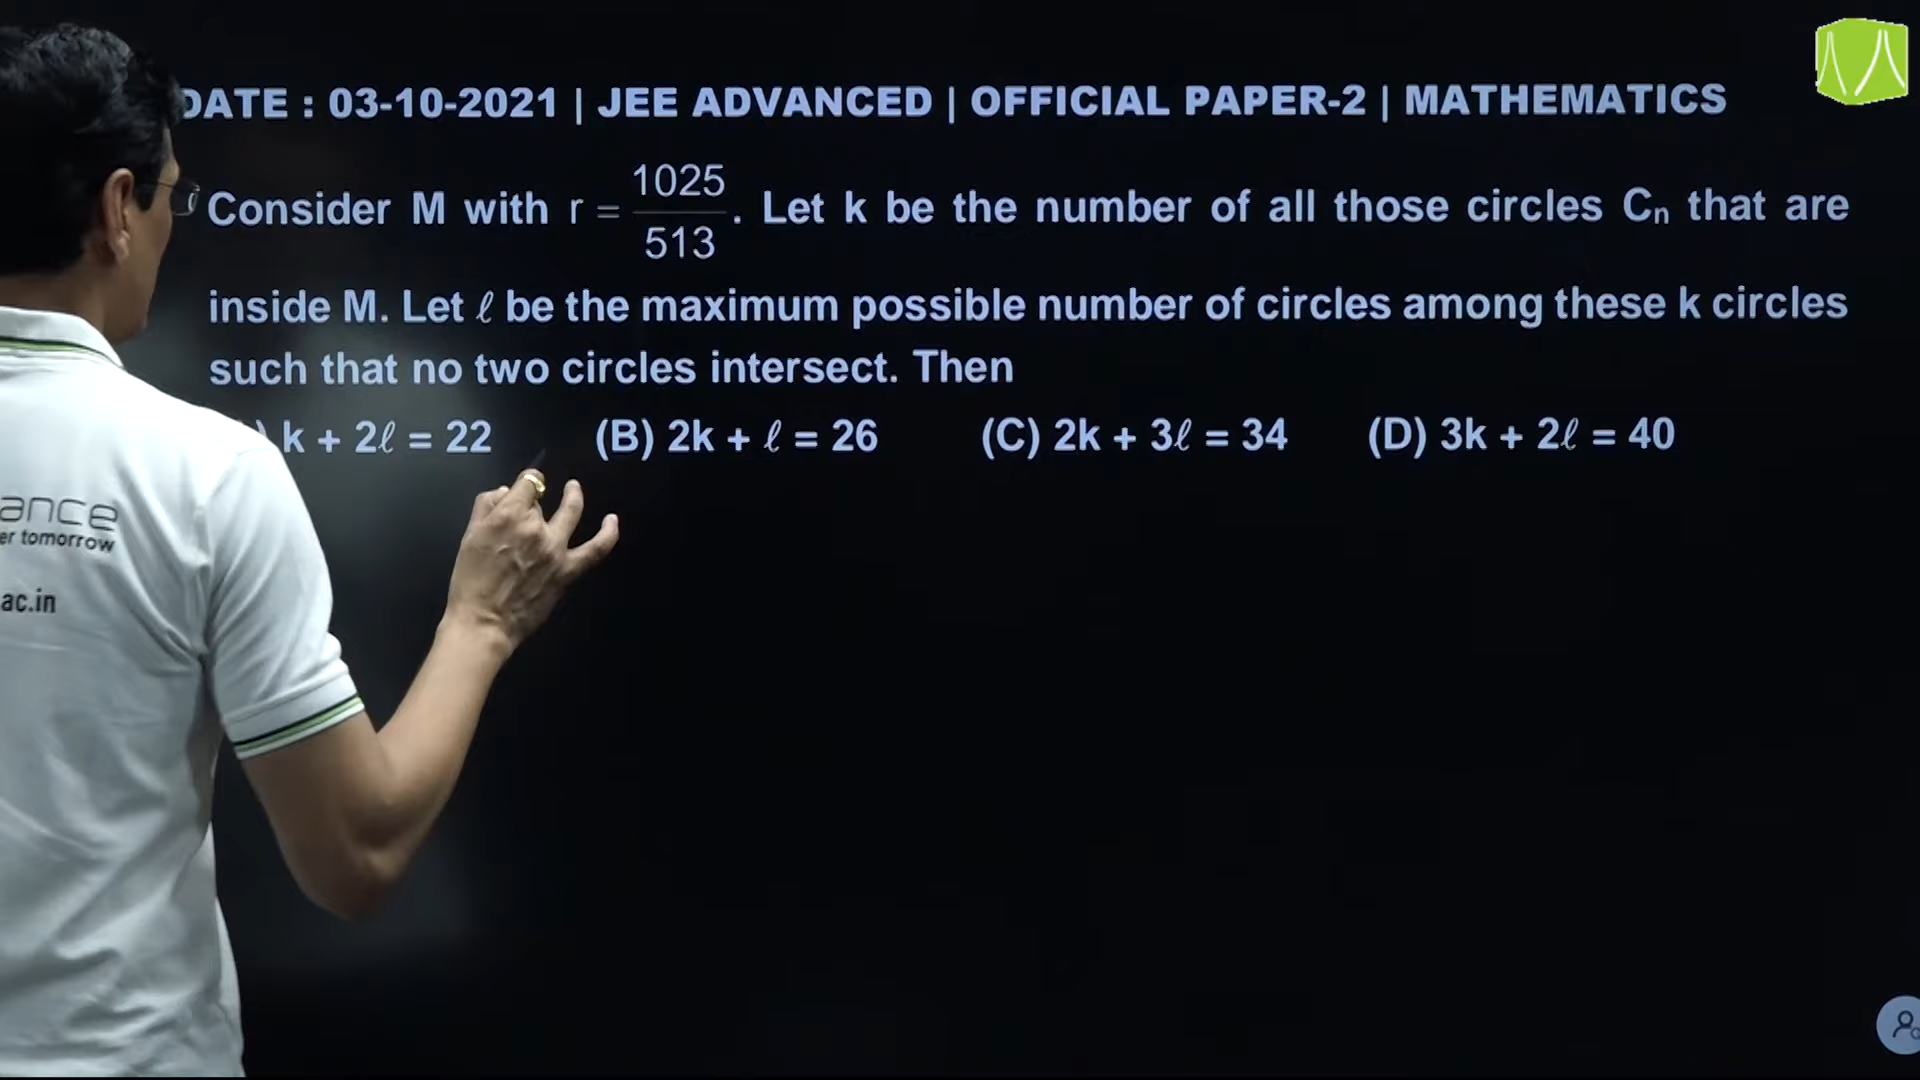 DATE : 03-10-2021 | JEE ADVANCED | OFFICIAL PAPER-2 | MATHEMATICS
Consider M with r = 1025/513. Let k be the number of all those circles Cₙ that are
inside M. Let ℓ be the maximum possible number of circles among these k circles
such that no two circles intersect. Then
k + 2ℓ = 22 (B) 2k + ℓ = 26 (C) 2k + 3ℓ = 34 (D) 3k + 2ℓ = 40
ance
er tomorrow
ac.in